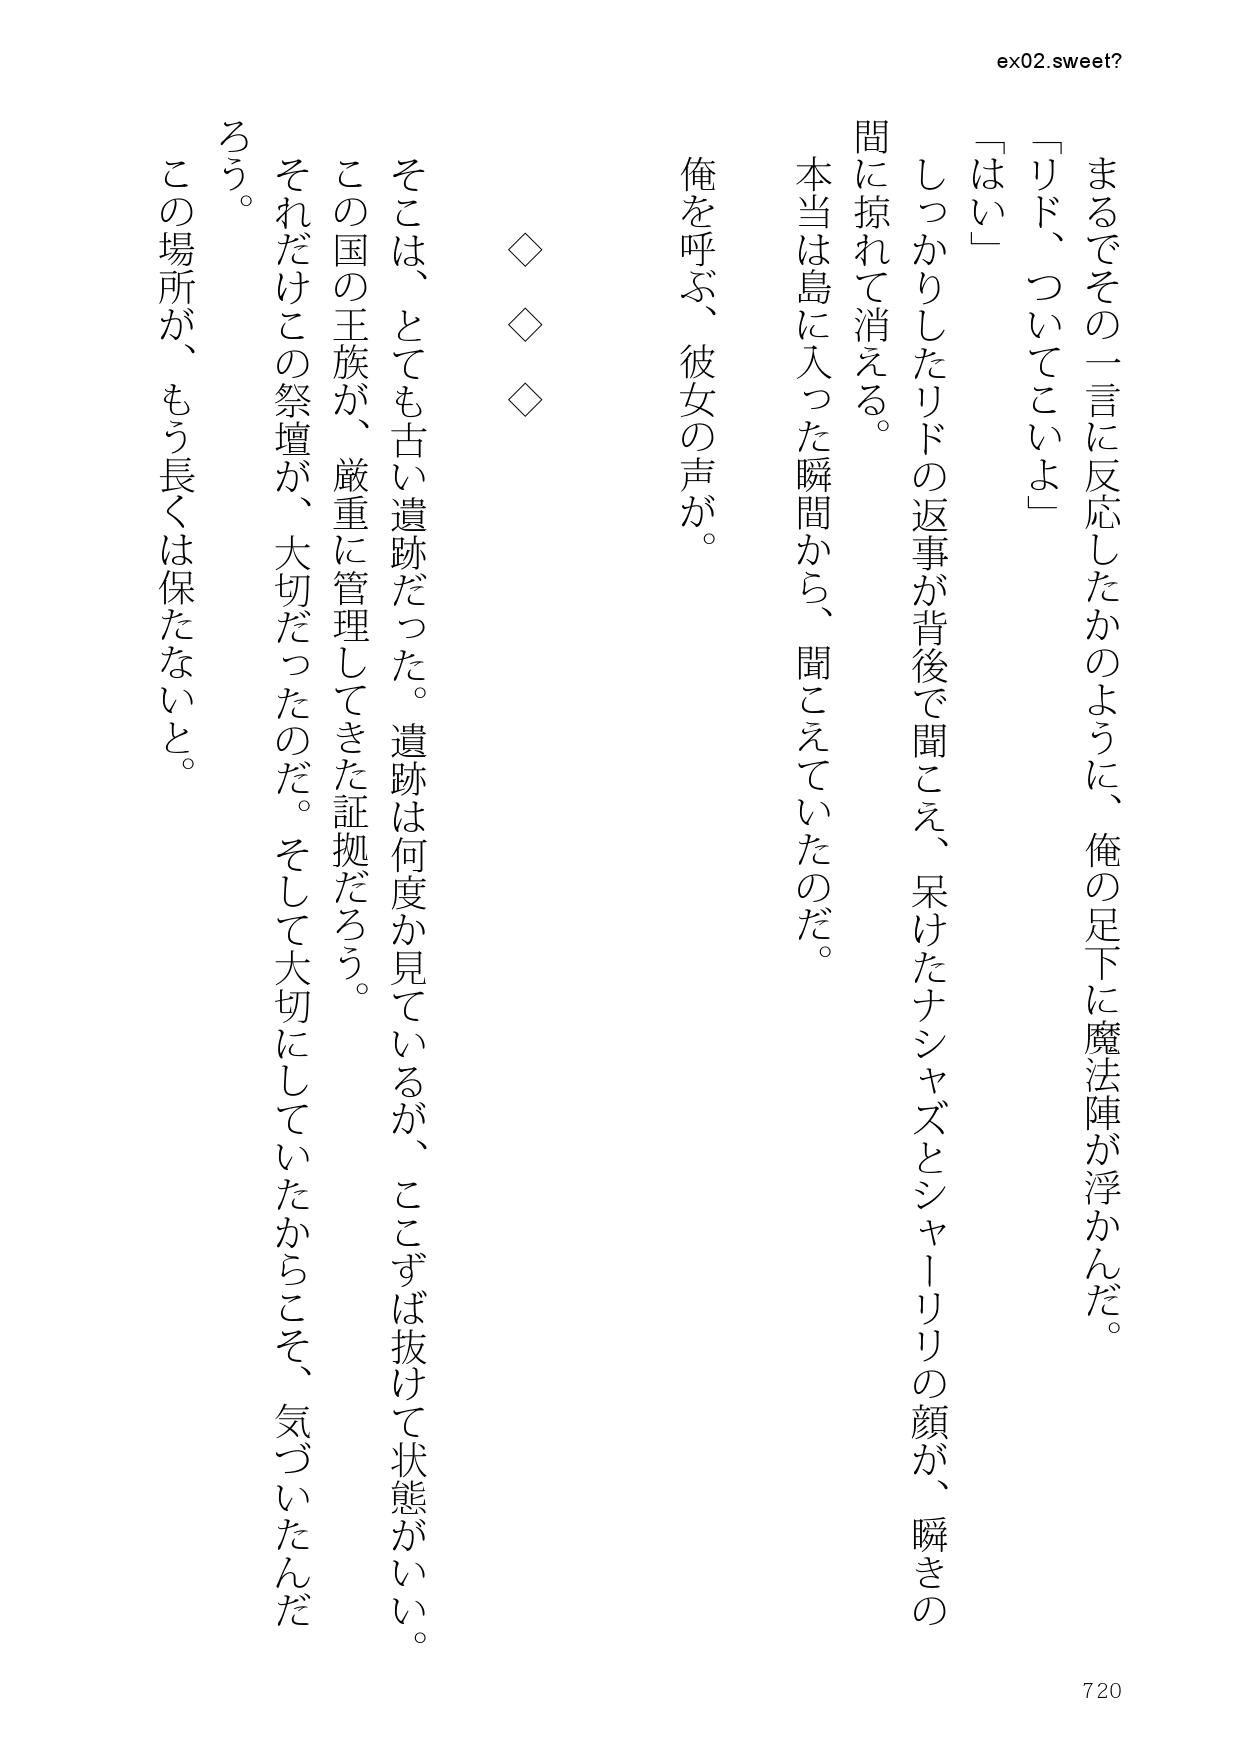 ex02.sweet?
まるでその一言に反応したかのように、俺の足下に魔法陣が浮かんだ。
「リド、ついてこいよ」
「はい」
しっかりしたリドの返事が背後で聞こえ、呆けたナシャズとシャーリリの顔が、瞬きの
間に掠れて消える。
本当は島に入った瞬間から、聞こえていたのだ。
俺を呼ぶ、彼女の声が。
◇ ◇ ◇
そこは、とても古い遺跡だった。遺跡は何度か見ているが、ここずば抜けて状態がいい。
この国の王族が、厳重に管理してきた証拠だろう。
それだけこの祭壇が、大切だったのだ。そして大切にしていたからこそ、気づいたんだ
ろう。
この場所が、もう長くは保たないと。
720